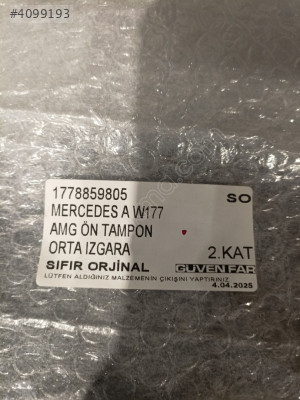 #4099193
1778859805 SO
MERCEDES A W177
AMG ÖN TAMPON
ORTA IZGARA 2.KAT
SIFIR ORJİNAL GÜVEN FAR
LÜTFEN ALDIĞINIZ MALZEMENİN ÇIKIŞINI YAPTIRINIZ
4.04.2025